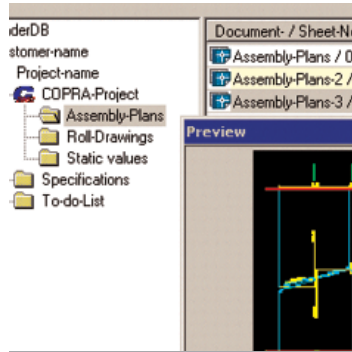 nderDB
stomer-name
Project-name
COPRA-Project
Assembly-Plans
Roll-Drawings
Static values
Specifications
To-do-List
Document- / Sheet-N
Assembly-Plans / 0
Assembly-Plans-2 /
Assembly-Plans-3 /
Preview